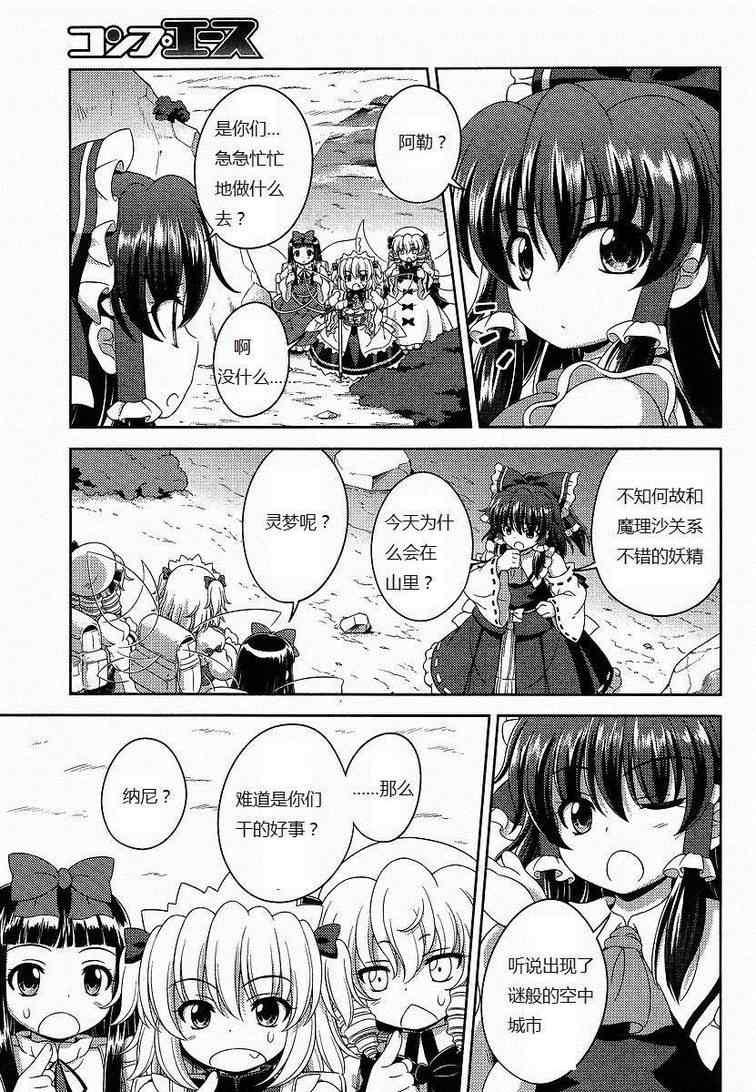 コンプエース
阿勒？
是你们...
急急忙忙
地做什么
去？
啊
没什么......
不知何故和
魔理沙关系
不错的妖精
今天为什
么会在
山里？
灵梦呢？
听说出现了
谜般的空中
城市
......那么
难道是你们
干的好事？
纳尼？